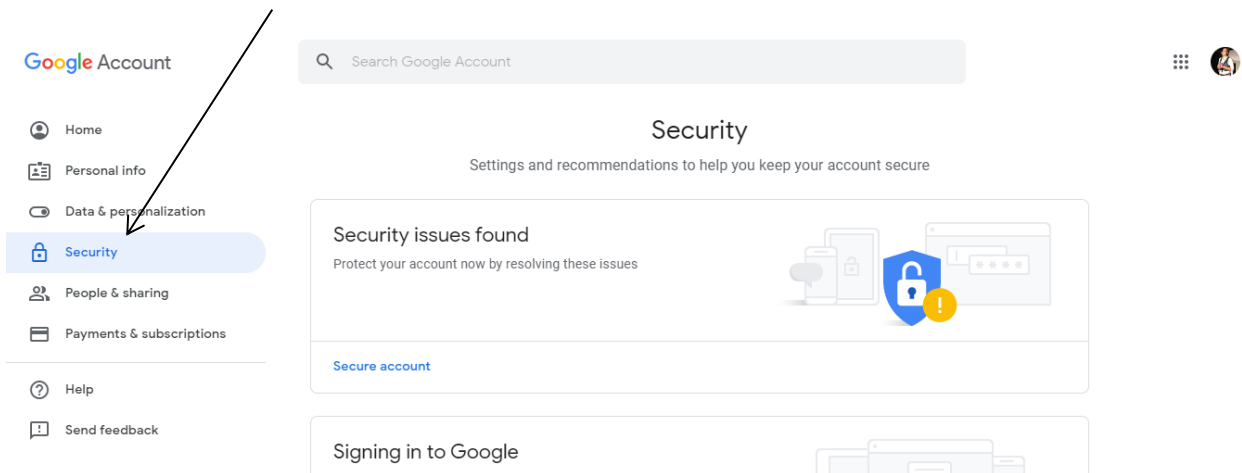 Google Account
Search Google Account
Home
Personal info
Data & personalization
Security
People & sharing
Payments & subscriptions
Help
Send feedback
Security
Settings and recommendations to help you keep your account secure
Security issues found
Protect your account now by resolving these issues
Secure account
Signing in to Google